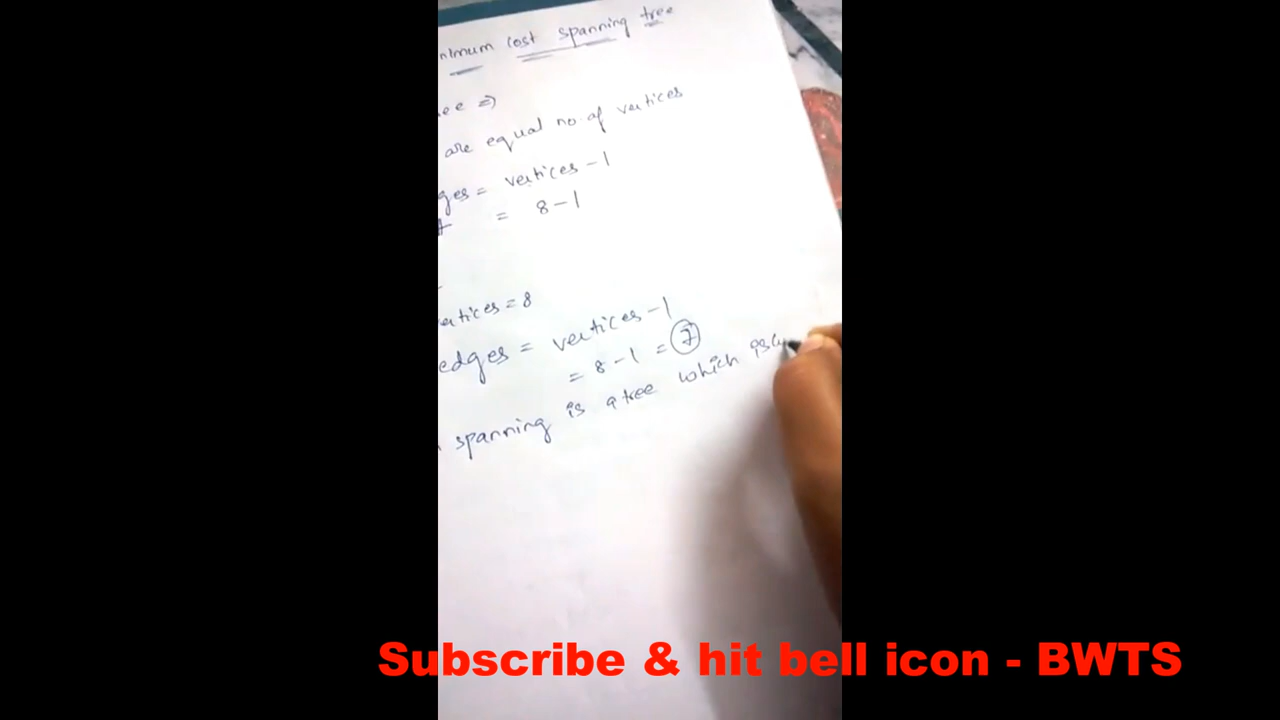 nimum cost spanning tree
ee =>
are equal no. of vertices
ges = vertices - 1
= 8 - 1
rtices = 8
edges = vertices - 1
= 8 - 1 = 7
spanning is a tree which is
Subscribe & hit bell icon - BWTS